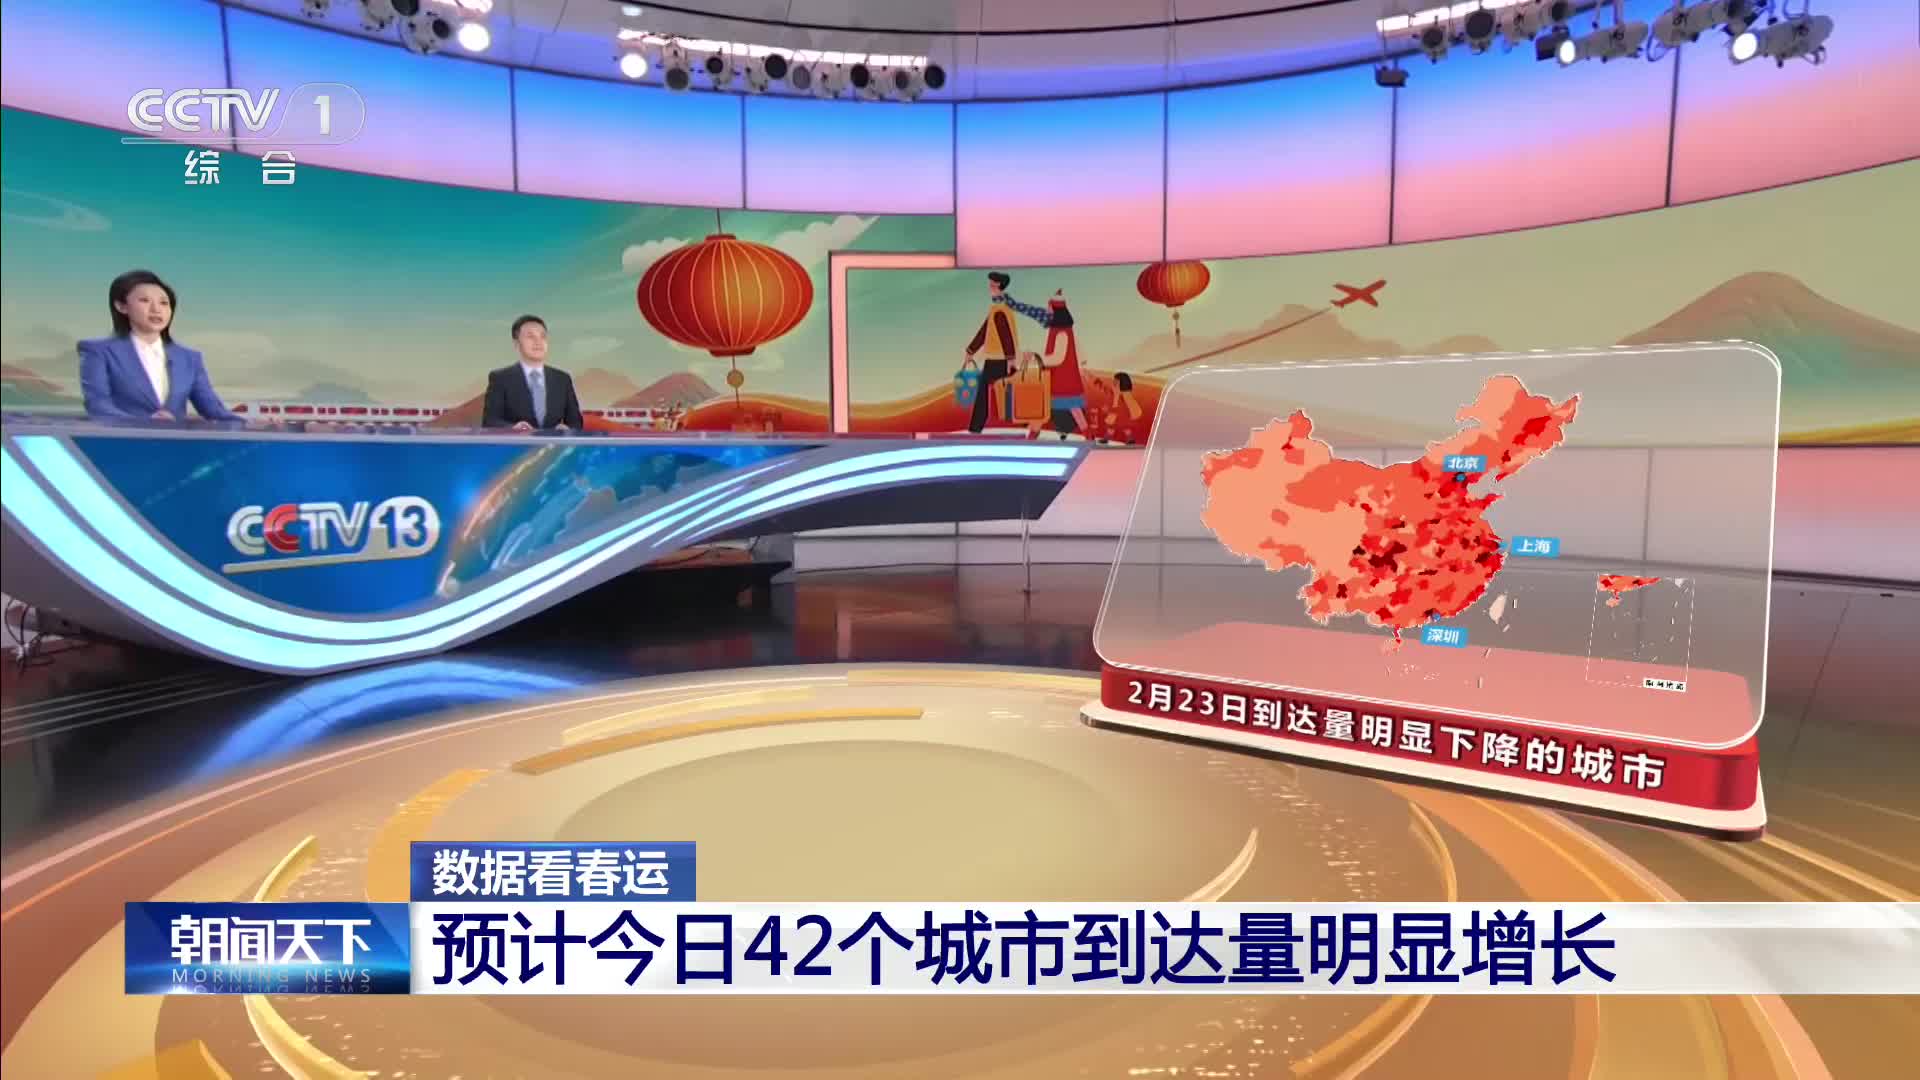 CCTV 1
综合
CCTV 13
北京
上海
深圳
2月23日到达量明显下降的城市
数据看春运
朝闻天下
MORNING NEWS
预计今日42个城市到达量明显增长